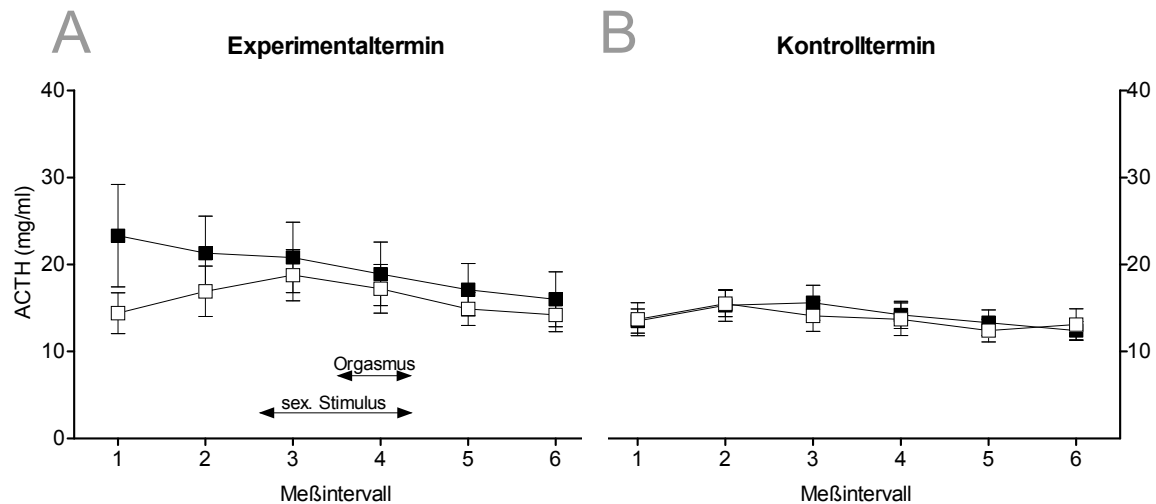 A
Experimentaltermin
B
Kontrolltermin
ACTH (mg/ml)
40
30
20
10
0
Orgasmus
sex. Stimulus
1 2 3 4 5 6
Meßintervall
40
30
20
10
1 2 3 4 5 6
Meßintervall